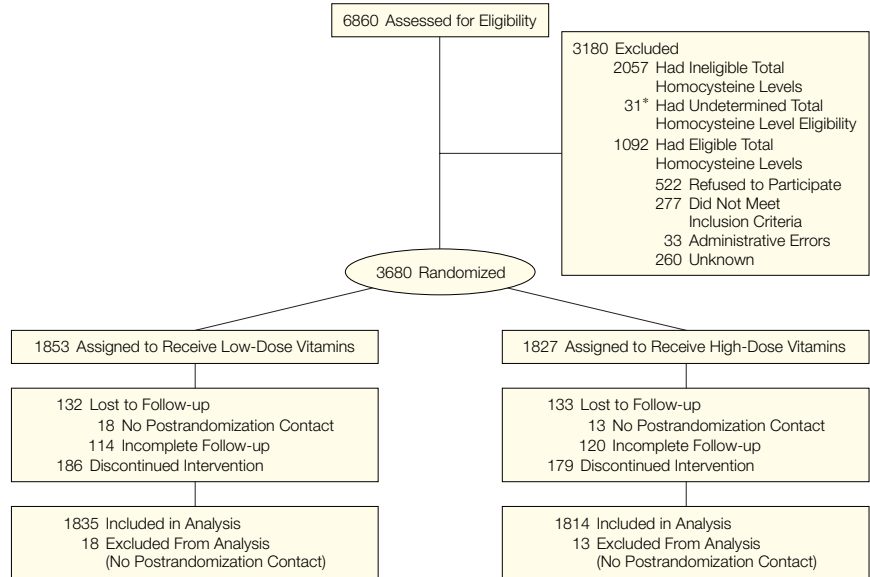 6860 Assessed for Eligibility
3180 Excluded
2057 Had Ineligible Total
Homocysteine Levels
31* Had Undetermined Total
Homocysteine Level Eligibility
1092 Had Eligible Total
Homocysteine Levels
522 Refused to Participate
277 Did Not Meet
Inclusion Criteria
33 Administrative Errors
260 Unknown
3680 Randomized
1853 Assigned to Receive Low-Dose Vitamins
132 Lost to Follow-up
18 No Postrandomization Contact
114 Incomplete Follow-up
186 Discontinued Intervention
1835 Included in Analysis
18 Excluded From Analysis
(No Postrandomization Contact)
1827 Assigned to Receive High-Dose Vitamins
133 Lost to Follow-up
13 No Postrandomization Contact
120 Incomplete Follow-up
179 Discontinued Intervention
1814 Included in Analysis
13 Excluded From Analysis
(No Postrandomization Contact)